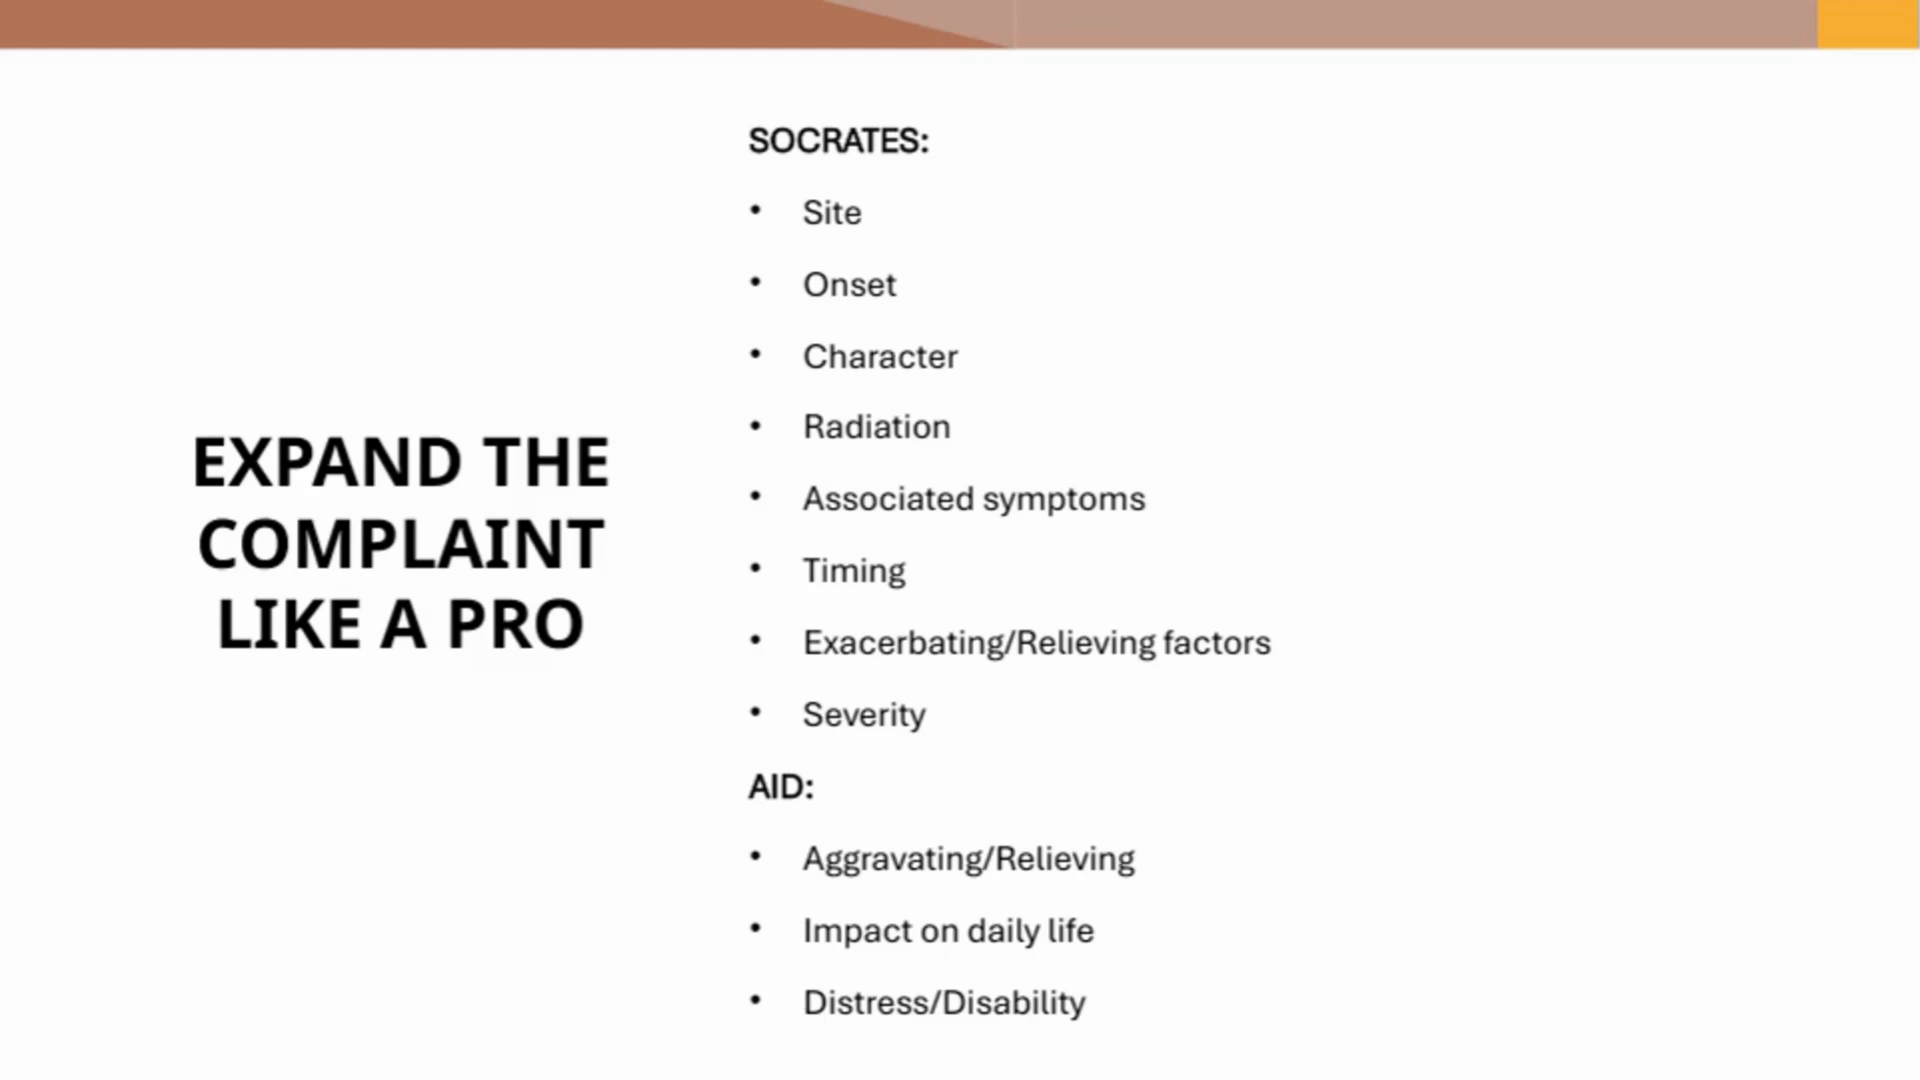 EXPAND THE
COMPLAINT
LIKE A PRO
SOCRATES:
• Site
• Onset
• Character
• Radiation
• Associated symptoms
• Timing
• Exacerbating/Relieving factors
• Severity
AID:
• Aggravating/Relieving
• Impact on daily life
• Distress/Disability